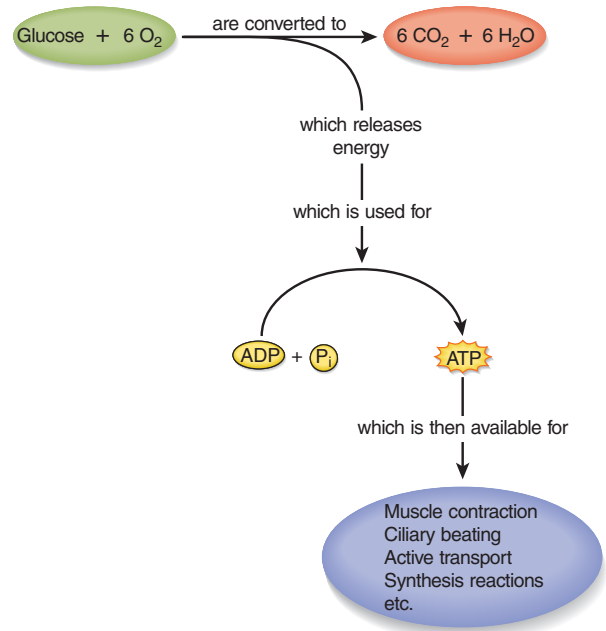 Glucose + 6 O₂
are converted to
6 CO₂ + 6 H₂O
which releases
energy
which is used for
ADP + Pᵢ
ATP
which is then available for
Muscle contraction
Ciliary beating
Active transport
Synthesis reactions
etc.